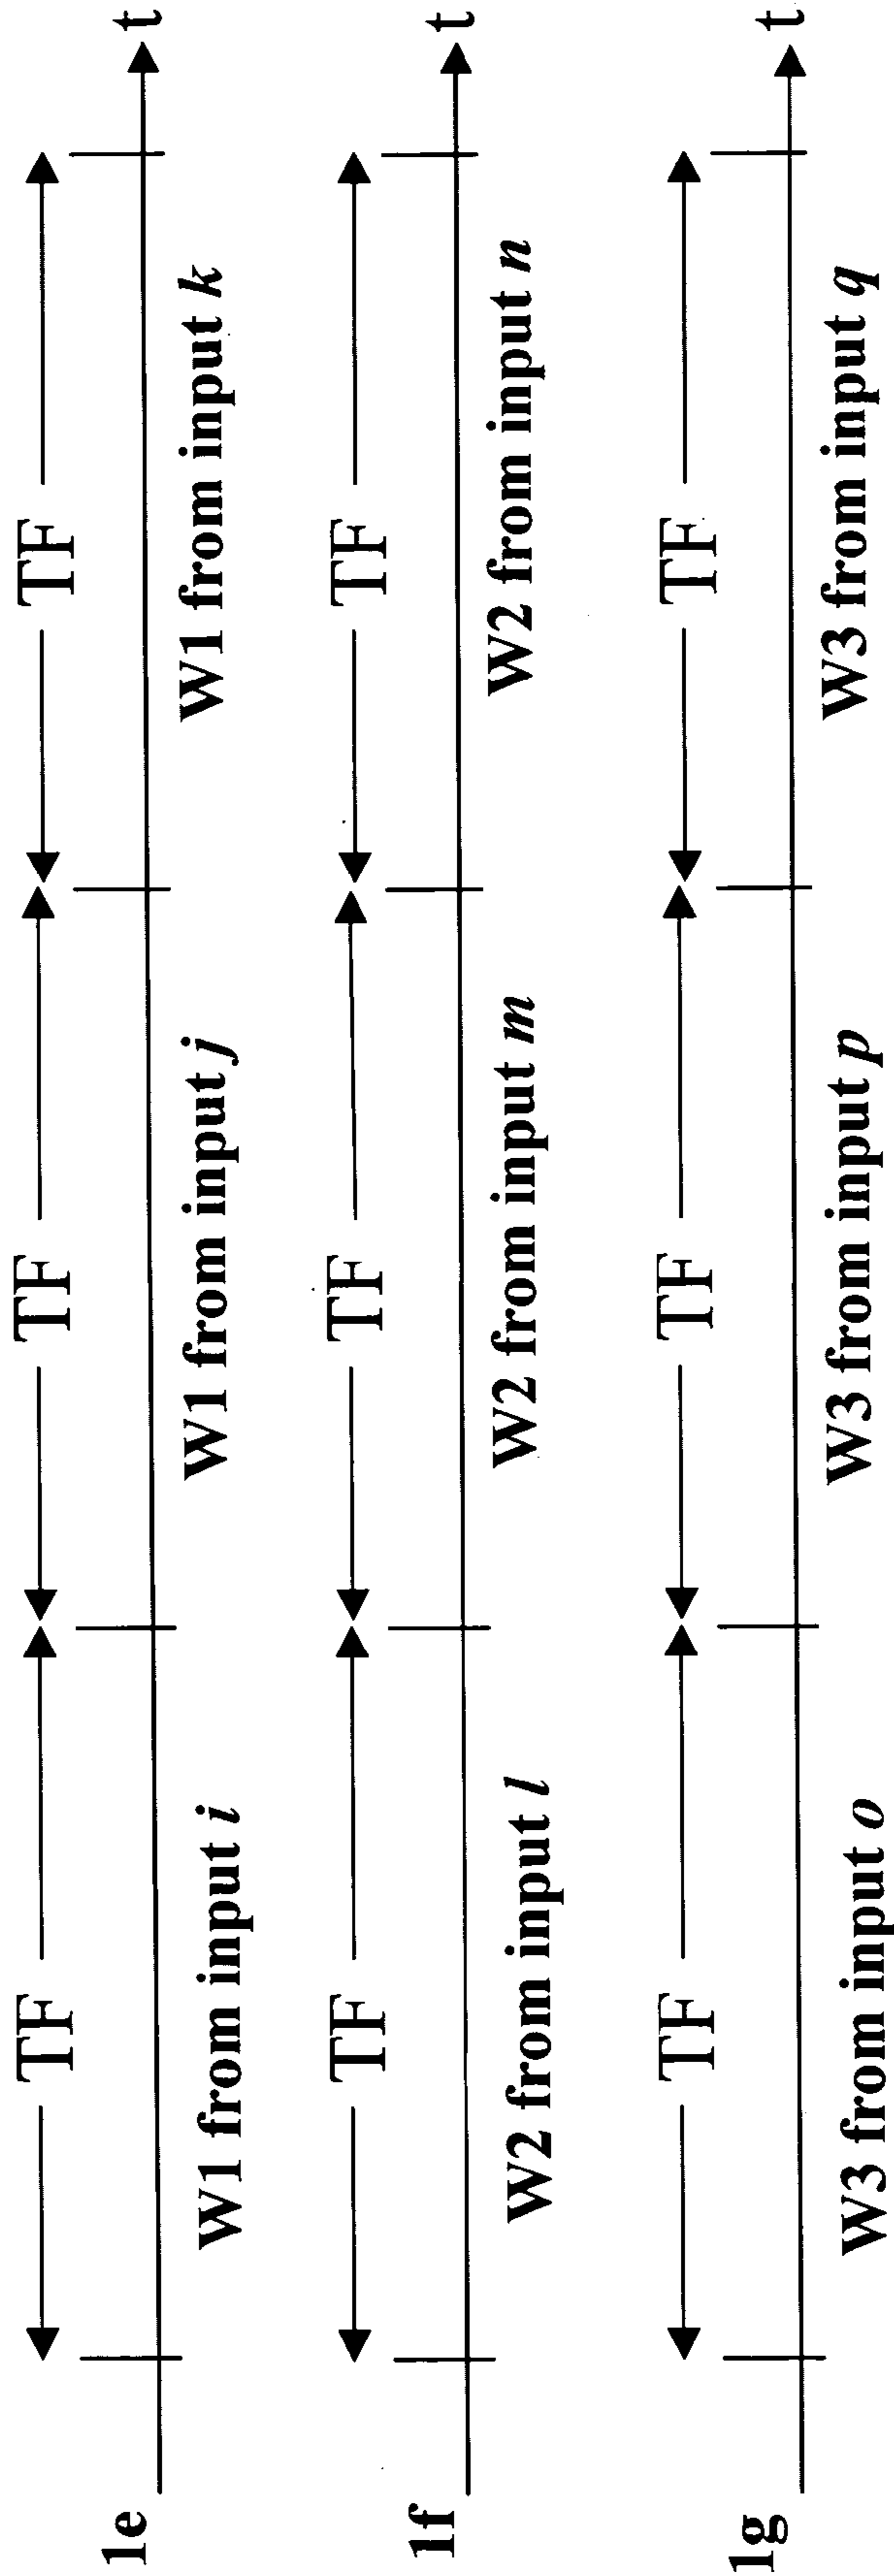 TF TF TF
1e t
W1 from input i W1 from input j W1 from input k
TF TF TF
1f t
W2 from input l W2 from input m W2 from input n
TF TF TF
1g t
W3 from input o W3 from input p W3 from input q